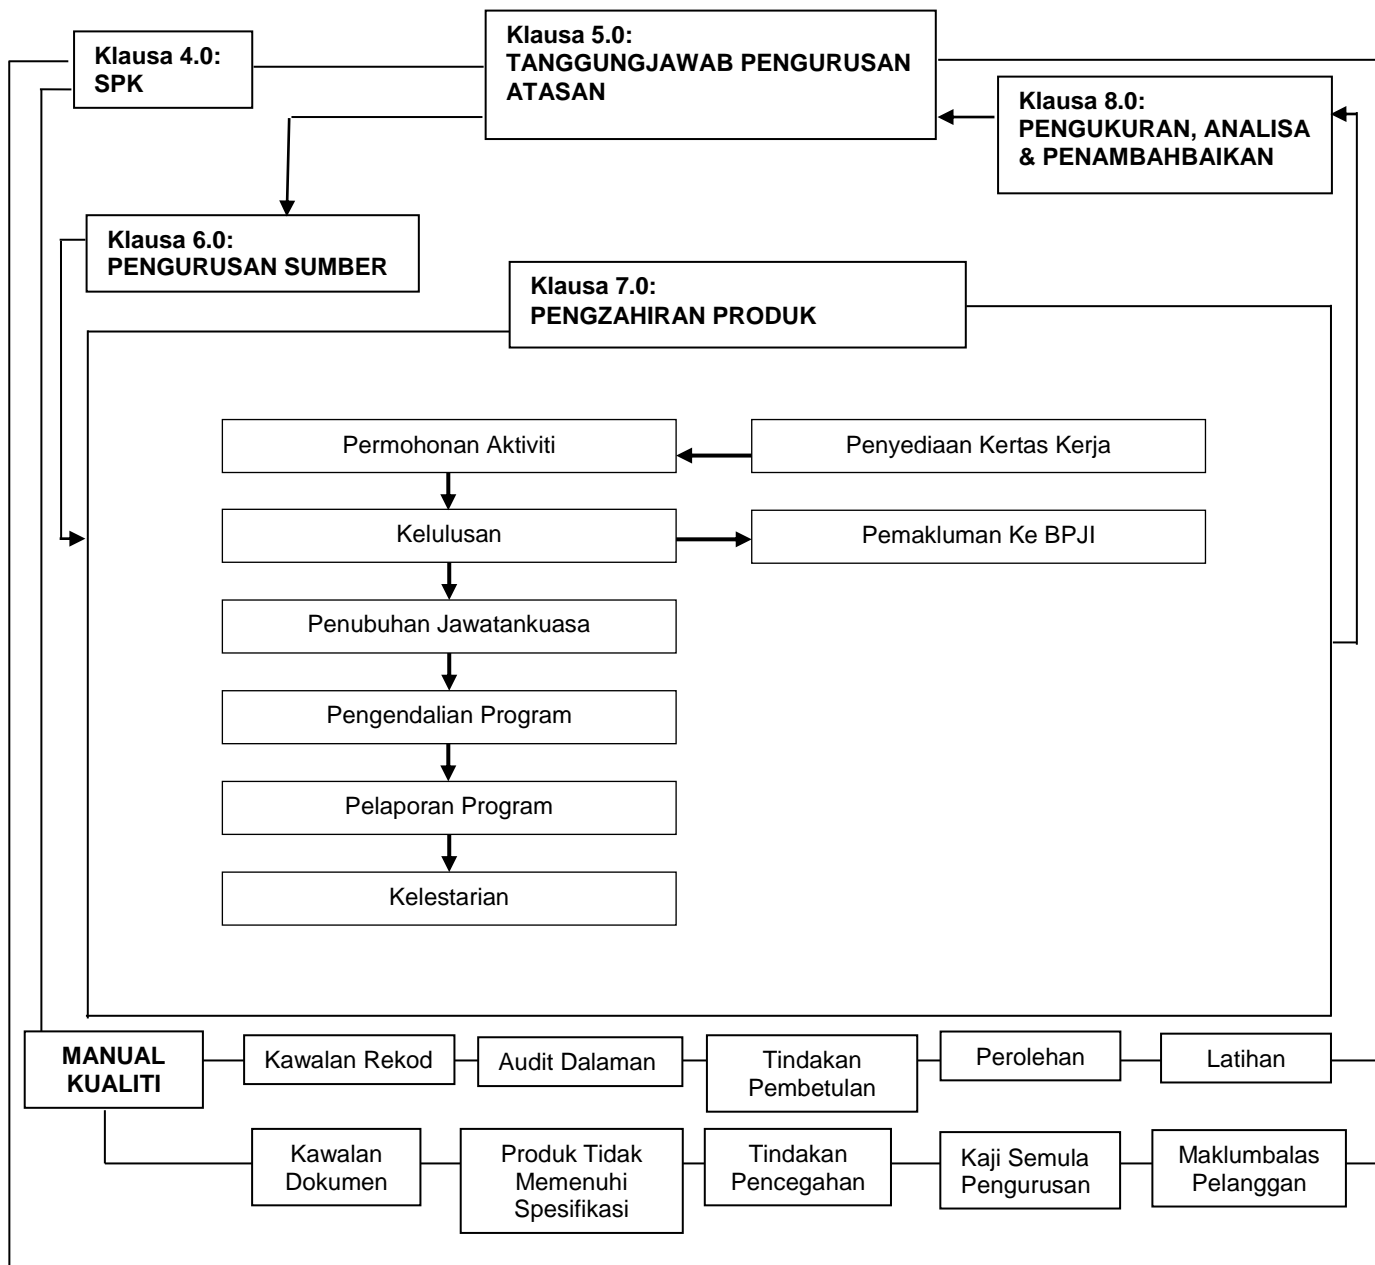 Klausa 4.0:
SPK
Klausa 5.0:
TANGGUNGJAWAB PENGURUSAN
ATASAN
Klausa 8.0:
PENGUKURAN, ANALISA
& PENAMBAHBAIKAN
Klausa 6.0:
PENGURUSAN SUMBER
Klausa 7.0:
PENGZAHIRAN PRODUK
Permohonan Aktiviti
Penyediaan Kertas Kerja
Kelulusan
Pemakluman Ke BPJI
Penubuhan Jawatankuasa
Pengendalian Program
Pelaporan Program
Kelestarian
MANUAL
KUALITI
Kawalan Rekod
Audit Dalaman
Tindakan
Pembetulan
Perolehan
Latihan
Kawalan
Dokumen
Produk Tidak
Memenuhi
Spesifikasi
Tindakan
Pencegahan
Kaji Semula
Pengurusan
Maklumbalas
Pelanggan